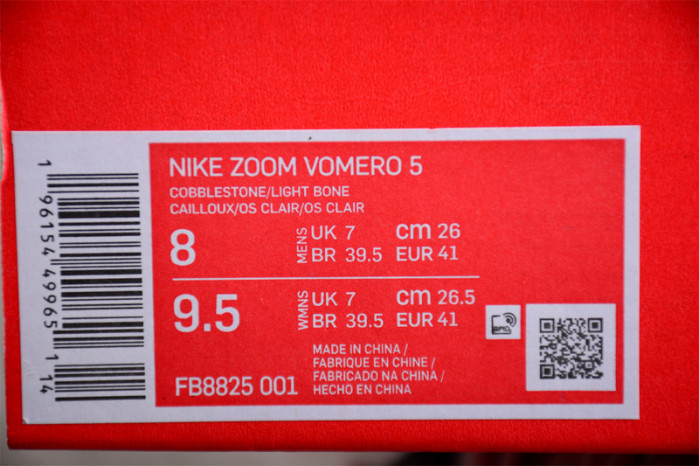 NIKE ZOOM VOMERO 5
COBBLESTONE/LIGHT BONE
CAILLOUX/OS CLAIR/OS CLAIR
8 MENS UK 7 cm 26
BR 39.5 EUR 41
9.5 WMNS UK 7 cm 26.5
BR 39.5 EUR 41
MADE IN CHINA /
FABRIQUE EN CHINE /
FABRICADO NA CHINA /
HECHO EN CHINA
FB8825 001
1 96154 49965 1 14